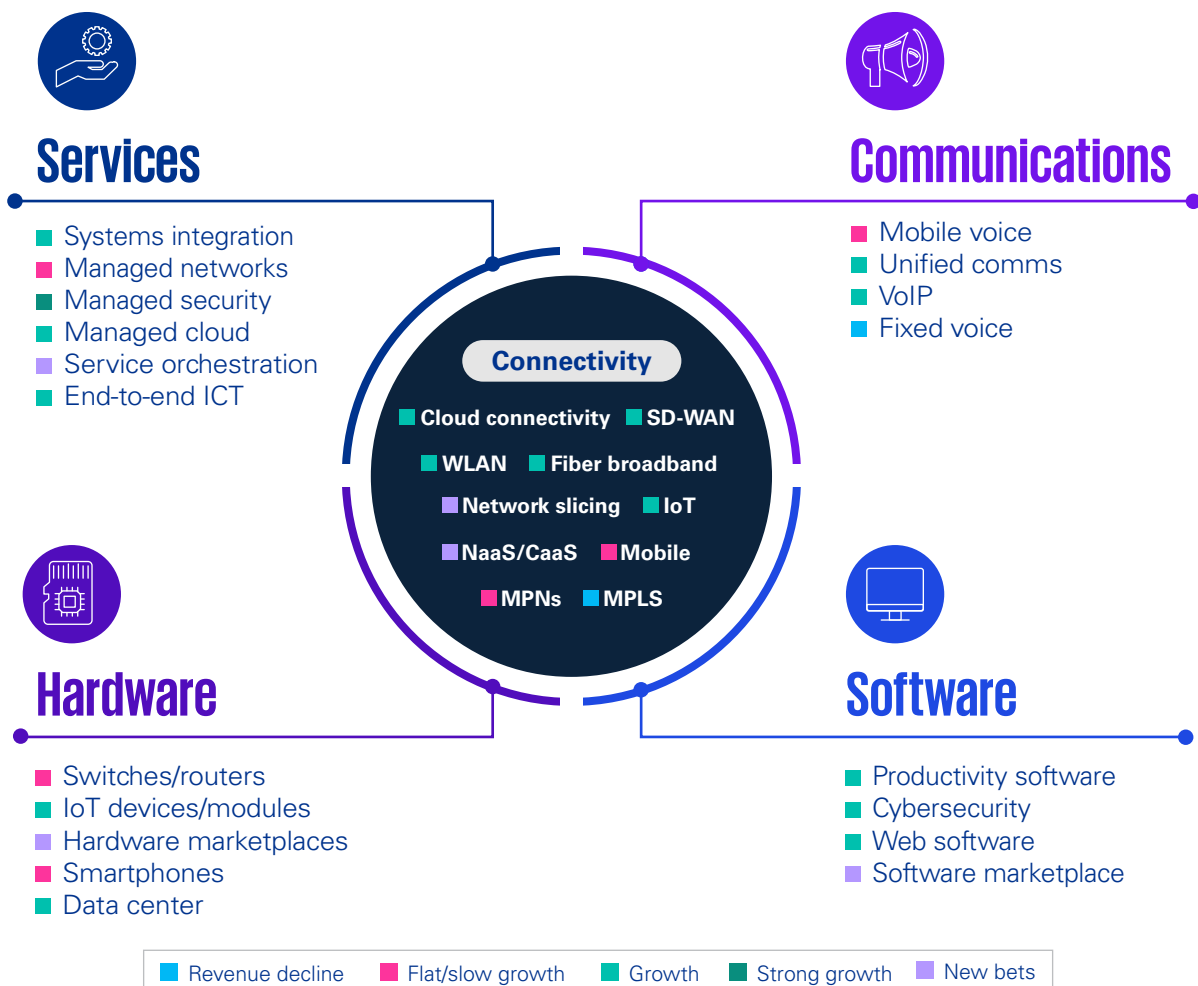 Services
Systems integration
Managed networks
Managed security
Managed cloud
Service orchestration
End-to-end ICT
Communications
Mobile voice
Unified comms
VoIP
Fixed voice
Connectivity
Cloud connectivity SD-WAN
WLAN Fiber broadband
Network slicing IoT
NaaS/CaaS Mobile
MPNs MPLS
Hardware
Switches/routers
IoT devices/modules
Hardware marketplaces
Smartphones
Data center
Software
Productivity software
Cybersecurity
Web software
Software marketplace
Revenue decline Flat/slow growth Growth Strong growth New bets